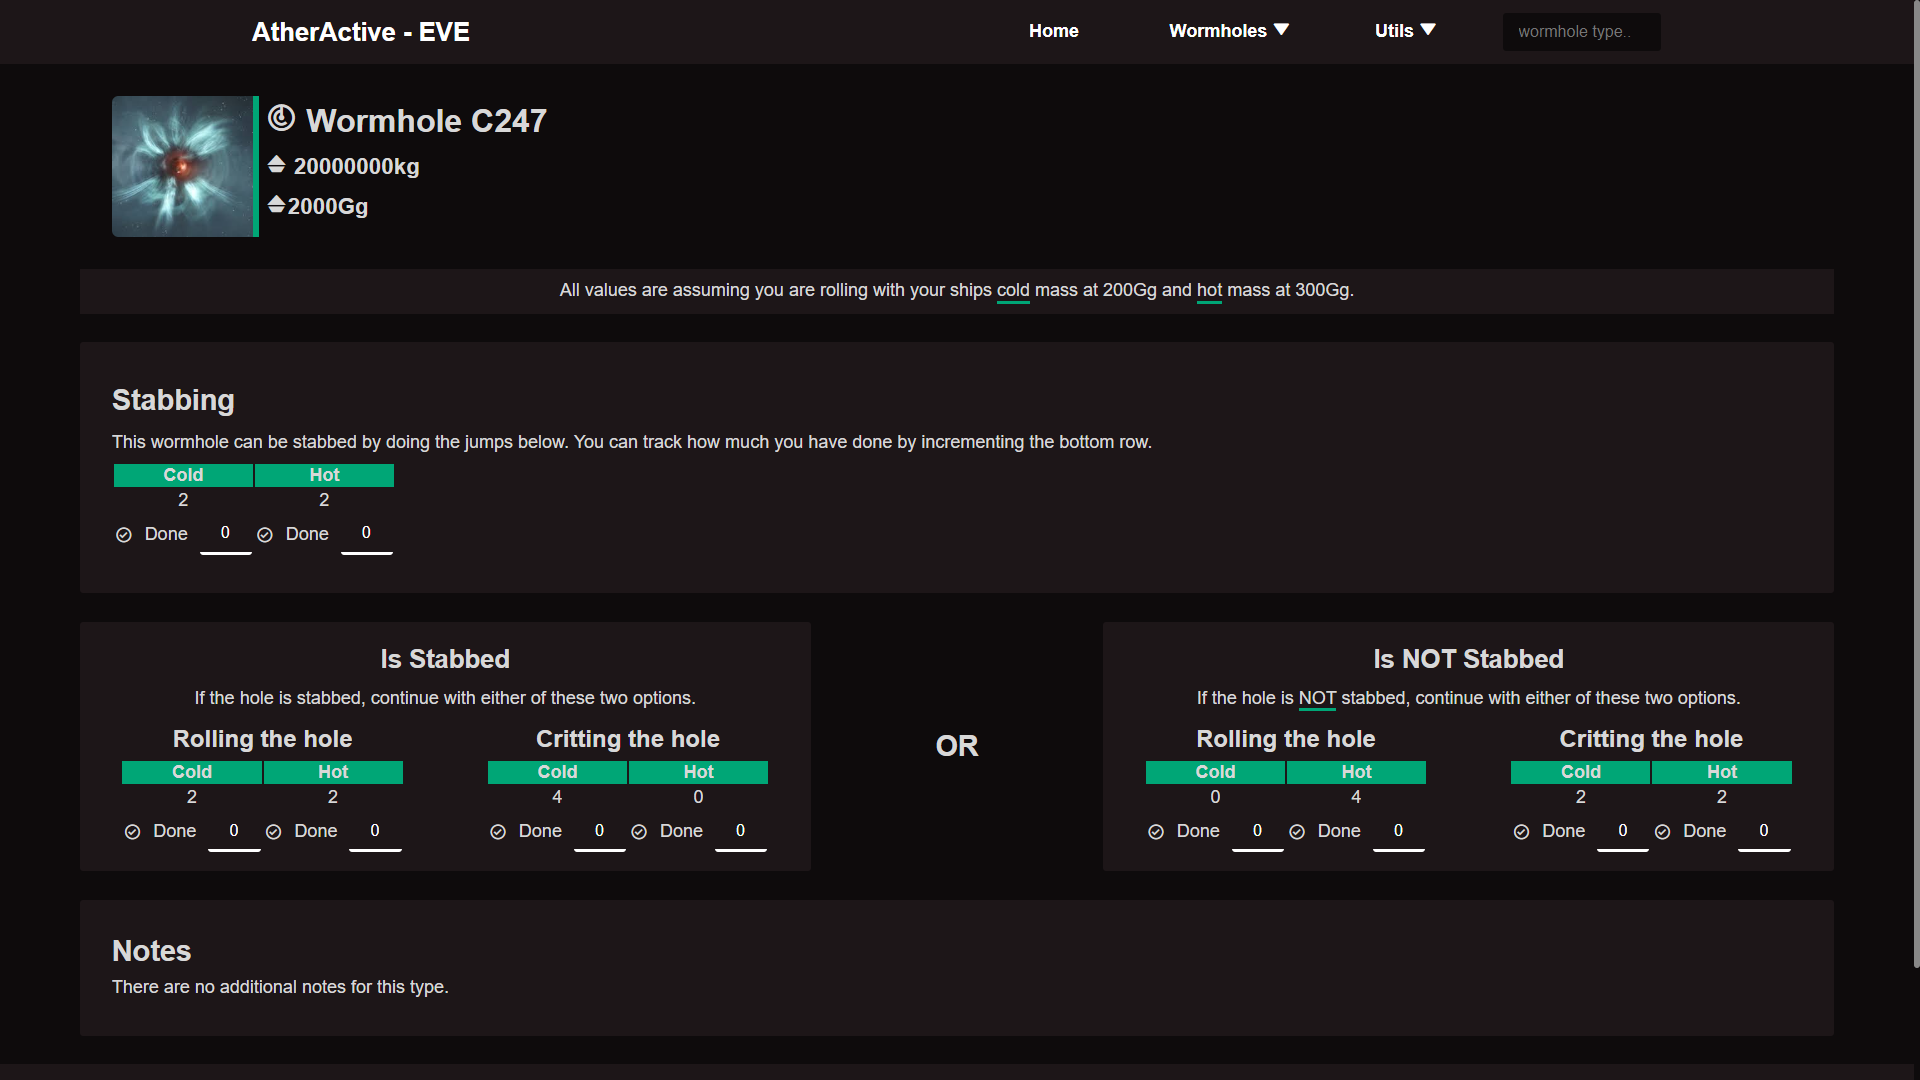 AtherActive - EVE
Home
Wormholes
Utils
wormhole type..
Wormhole C247
20000000kg
2000Gg
All values are assuming you are rolling with your ships cold mass at 200Gg and hot mass at 300Gg.
Stabbing
This wormhole can be stabbed by doing the jumps below. You can track how much you have done by incrementing the bottom row.
Cold Hot
2 2
Done 0 Done 0
Is Stabbed
If the hole is stabbed, continue with either of these two options.
Rolling the hole
Cold Hot
2 2
Done 0 Done 0
Critting the hole
Cold Hot
4 0
Done 0 Done 0
OR
Is NOT Stabbed
If the hole is NOT stabbed, continue with either of these two options.
Rolling the hole
Cold Hot
0 4
Done 0 Done 0
Critting the hole
Cold Hot
2 2
Done 0 Done 0
Notes
There are no additional notes for this type.